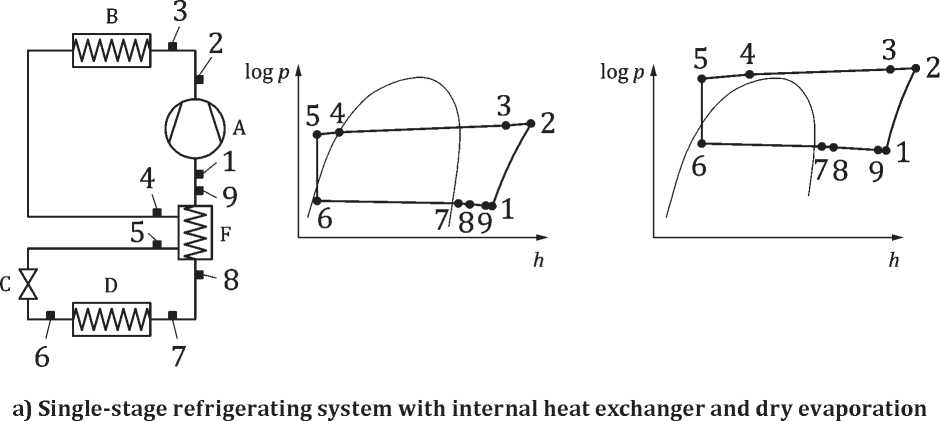 3
B
2
A
1
9
4
F
5
8
C
D
6
7
log p
5 4
3
2
6
7 8 9 1
h
log p
5
4
3
2
6
7 8
9 1
h
a) Single-stage refrigerating system with internal heat exchanger and dry evaporation